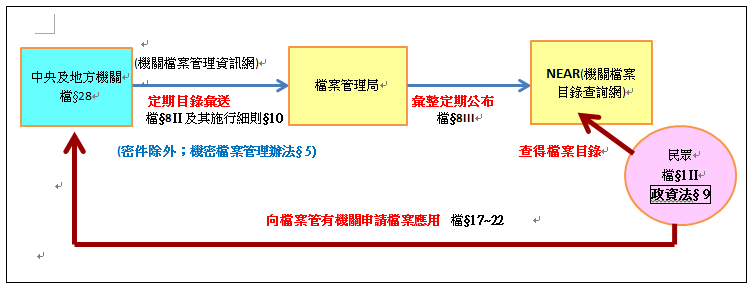 (機關檔案管理資訊網)
中央及地方機關
檔§28
定期目錄彙送
檔§8II 及其施行細則§10
(密件除外；機密檔案管理辦法§5)
檔案管理局
彙整定期公布
檔§8III
NEAR(機關檔案
目錄查詢網)
查得檔案目錄
民眾
檔§1II
政資法§9
向檔案管有機關申請檔案應用 檔§17~22